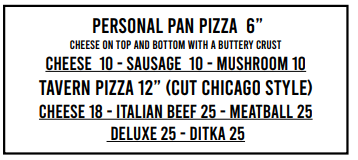 PERSONAL PAN PIZZA 6”
CHEESE ON TOP AND BOTTOM WITH A BUTTERY CRUST
CHEESE 10 - SAUSAGE 10 - MUSHROOM 10
TAVERN PIZZA 12” (CUT CHICAGO STYLE)
CHEESE 18 - ITALIAN BEEF 25 - MEATBALL 25
DELUXE 25 - DITKA 25